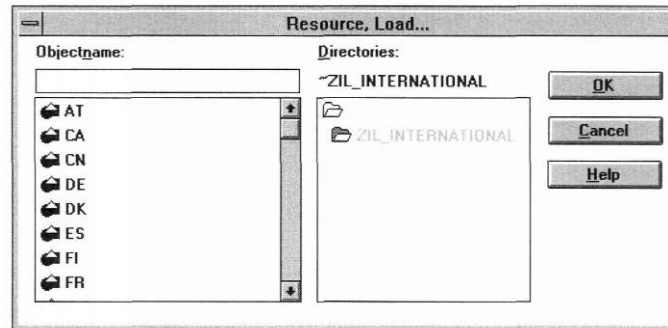 Resource, Load...
Objectname:
Directories:
~ZIL_INTERNATIONAL
OK
Cancel
Help
AT
CA
CN
DE
DK
ES
FI
FR
ZIL_INTERNATIONAL